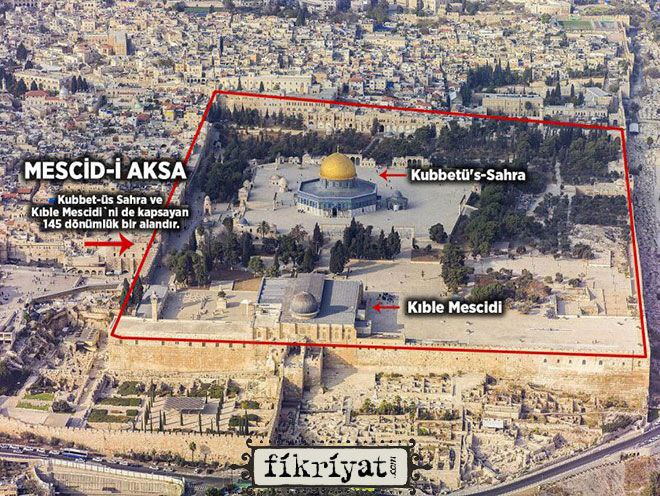 MESCİD-İ AKSA
Kubbet-üs Sahra ve
Kıble Mescidi`ni de kapsayan
145 dönümlük bir alandır.
Kubbetü's-Sahra
Kıble Mescidi
fikriyat.com